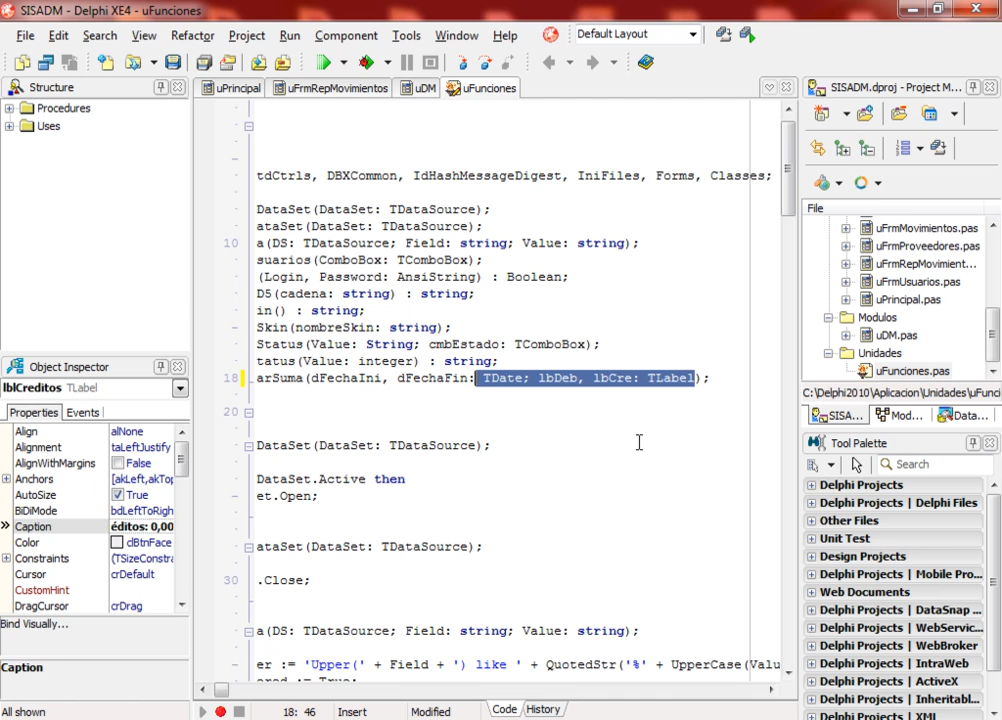 SISADM - Delphi XE4 - uFunciones
File Edit Search View Refactor Project Run Component Tools Window Help
Default Layout
Structure
Procedures
Uses
uPrincipal uFrmRepMovimientos uDM uFunciones
tdCtrls, DBXCommon, IdHashMessageDigest, IniFiles, Forms, Classes;
DataSet(DataSet: TDataSource);
ataSet(DataSet: TDataSource);
10 a(DS: TDataSource; Field: string; Value: string);
suarios(ComboBox: TComboBox);
(Login, Password: AnsiString) : Boolean;
D5(cadena: string) : string;
in() : string;
Skin(nombreSkin: string);
Status(Value: String; cmbEstado: TComboBox);
tatus(Value: integer) : string;
18 arSuma(dFechaIni, dFechaFin: TDate; lbDeb, lbCre: TLabel);
20
DataSet(DataSet: TDataSource);
DataSet.Active then
et.Open;
ataSet(DataSet: TDataSource);
30 .Close;
a(DS: TDataSource; Field: string; Value: string);
er := 'Upper(' + Field + ') like ' + QuotedStr('%' + UpperCase(Valu
ered := True;
Object Inspector
lblCreditos TLabel
Properties Events
Align alNone
Alignment taLeftJustify
AlignWithMargins False
Anchors [akLeft,akTop
AutoSize True
BiDiMode bdLeftToRigh
Caption éditos: 0,00
Color clBtnFace
Constraints (TSizeConstra
Cursor crDefault
CustomHint
DragCursor crDrag
Bind Visually...
Caption
All shown
18: 46 Insert Modified Code History
SISADM.dproj - Project M...
File
uFrmMovimientos.pas
uFrmProveedores.pas
uFrmRepMovimient...
uFrmUsuarios.pas
uPrincipal.pas
Modulos
uDM.pas
Unidades
uFunciones.pas
C:\Delphi2010\Aplicacion\Unidades\uFunci
SISA... Mod... Data...
Tool Palette
Search
Delphi Projects
Delphi Projects | Delphi Files
Other Files
Unit Test
Design Projects
Delphi Projects | Mobile Pro...
Web Documents
Delphi Projects | DataSnap ...
Delphi Projects | WebServic...
Delphi Projects | WebBroker
Delphi Projects | IntraWeb
Delphi Projects | ActiveX
Delphi Projects | Inheritabl...
Delphi Projects | XML